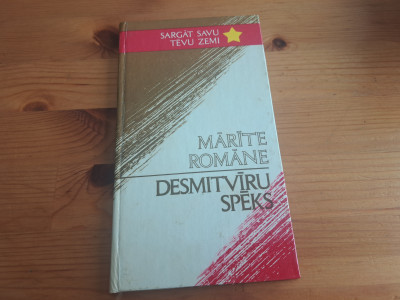 SARGĀT SAVU
TĒVU ZEMI
MĀRĪTE
ROMĀNE
DESMITVĪRU
SPĒKS